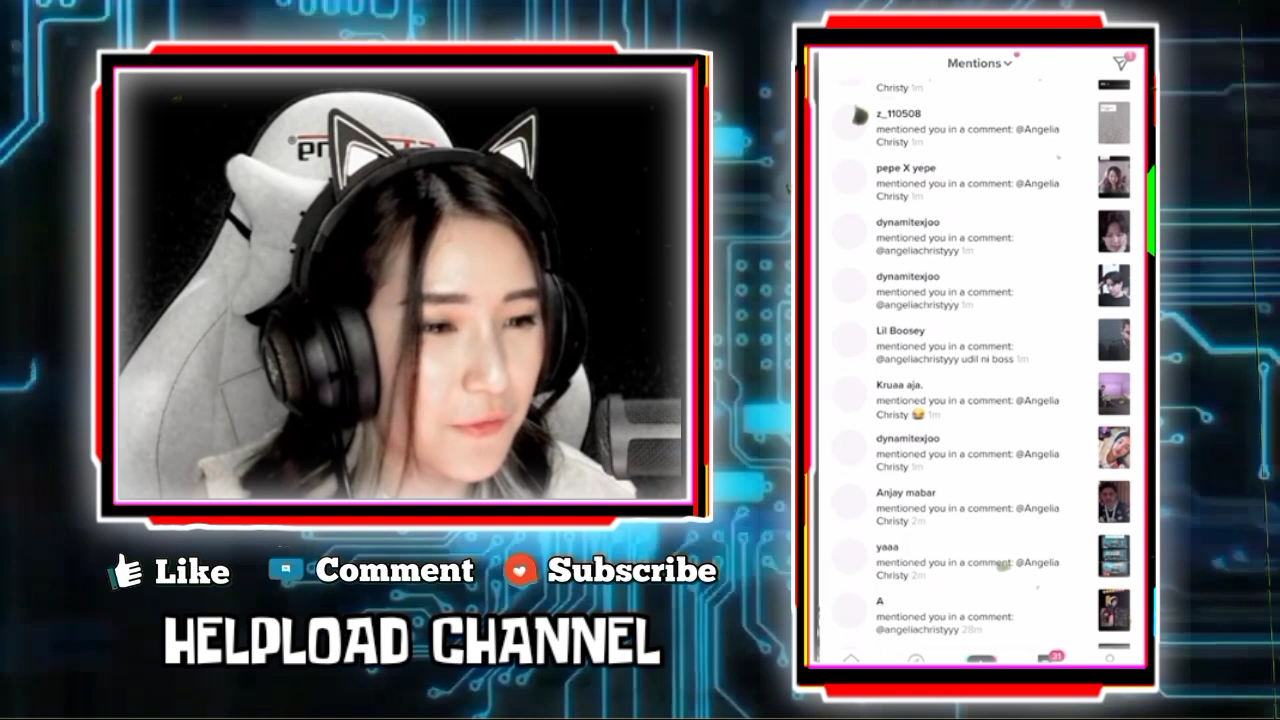 Like
Comment
Subscribe
HELPLOAD CHANNEL
Mentions
1
Christy 1m
z_110508
mentioned you in a comment: @Angelia
Christy 1m
pepe X yepe
mentioned you in a comment: @Angelia
Christy 1m
dynamitexjoo
mentioned you in a comment:
@angeliachristyyy 1m
dynamitexjoo
mentioned you in a comment:
@angeliachristyyy 1m
Lil Boosey
mentioned you in a comment:
@angeliachristyyy udil ni boss 1m
Kruaa aja.
mentioned you in a comment: @Angelia
Christy 😂 1m
dynamitexjoo
mentioned you in a comment: @Angelia
Christy 1m
Anjay mabar
mentioned you in a comment: @Angelia
Christy 2m
yaaa
mentioned you in a comment: @Angelia
Christy 2m
A
mentioned you in a comment:
@angeliachristyyy 28m
31